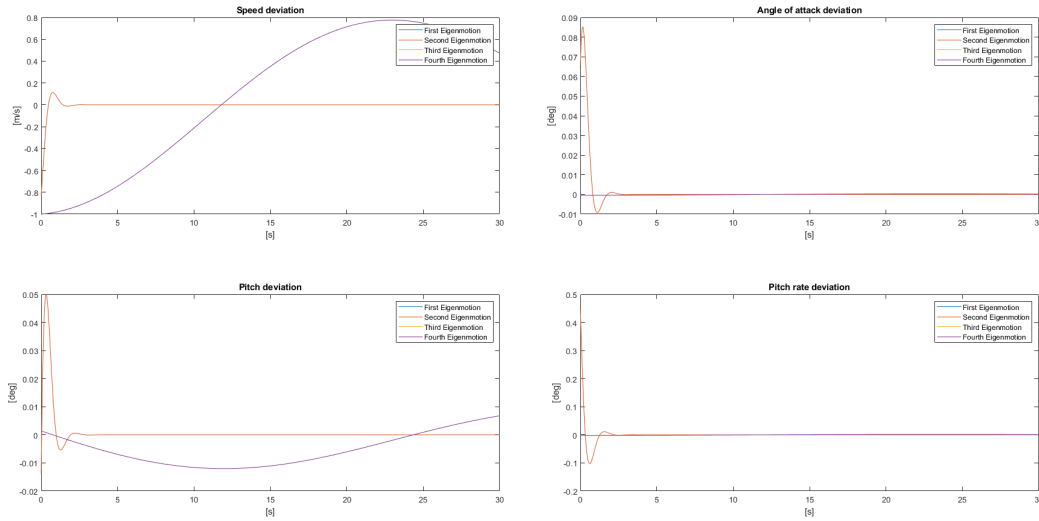 Speed deviation
0.8
0.6
0.4
0.2
0
-0.2
-0.4
-0.6
-0.8
-1
[m/s]
0 5 10 15 20 25 30
[s]
First Eigenmotion
Second Eigenmotion
Third Eigenmotion
Fourth Eigenmotion
Angle of attack deviation
0.09
0.08
0.07
0.06
0.05
0.04
0.03
0.02
0.01
0
-0.01
[deg]
0 5 10 15 20 25 30
[s]
First Eigenmotion
Second Eigenmotion
Third Eigenmotion
Fourth Eigenmotion
Pitch deviation
0.05
0.04
0.03
0.02
0.01
0
-0.01
-0.02
[deg]
0 5 10 15 20 25 30
[s]
First Eigenmotion
Second Eigenmotion
Third Eigenmotion
Fourth Eigenmotion
Pitch rate deviation
0.5
0.4
0.3
0.2
0.1
0
-0.1
-0.2
[deg]
0 5 10 15 20 25 30
[s]
First Eigenmotion
Second Eigenmotion
Third Eigenmotion
Fourth Eigenmotion